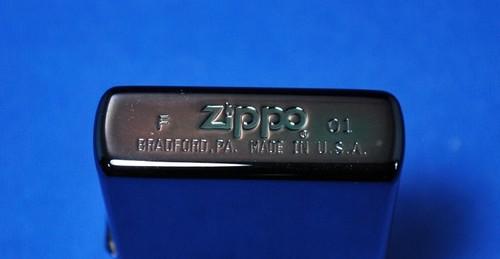 F Zippo ® 01
BRADFORD, PA. MADE IN U.S.A.